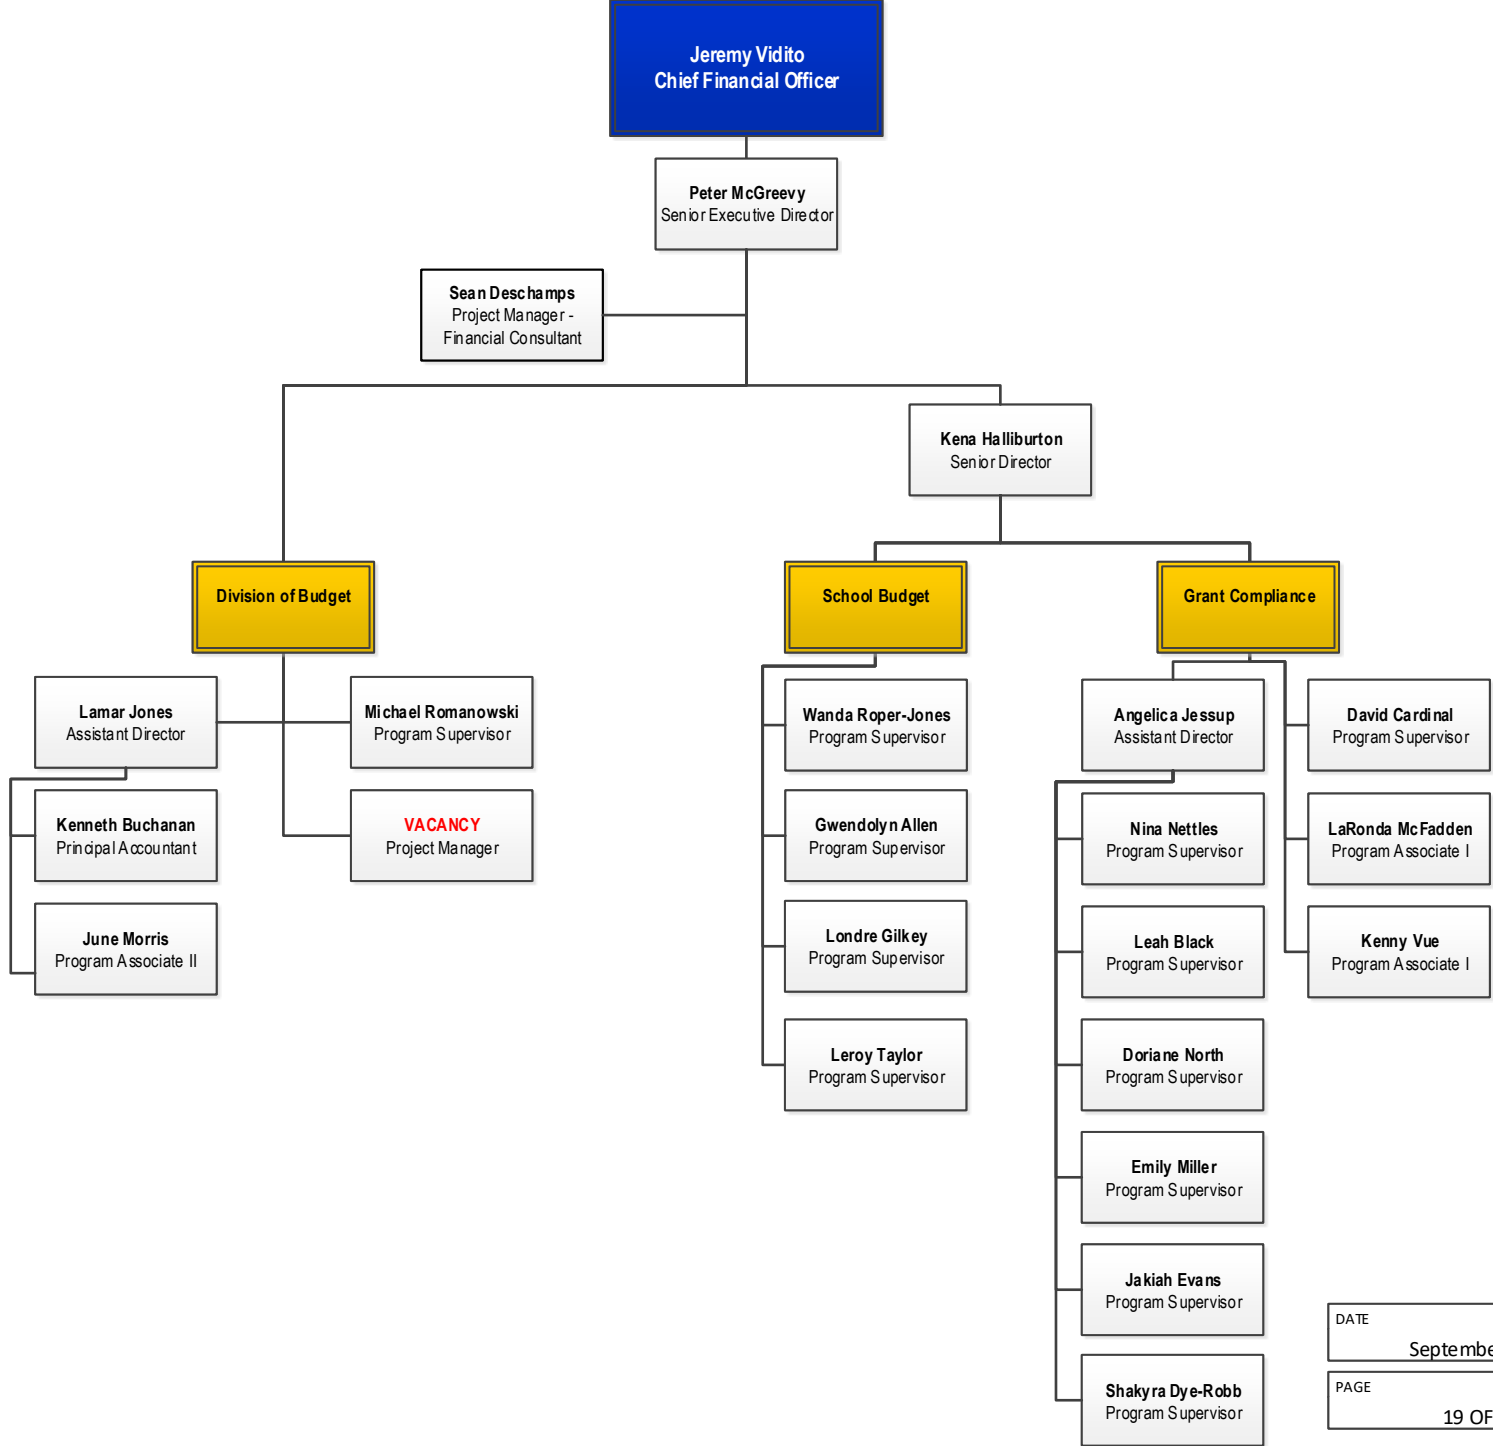 Jeremy Vidito
Chief Financial Officer
Peter McGreevy
Senior Executive Director
Sean Deschamps
Project Manager -
Financial Consultant
Kena Halliburton
Senior Director
Division of Budget
School Budget
Grant Compliance
Lamar Jones
Assistant Director
Michael Romanowski
Program Supervisor
Kenneth Buchanan
Principal Accountant
VACANCY
Project Manager
June Morris
Program Associate II
Wanda Roper-Jones
Program Supervisor
Gwendolyn Allen
Program Supervisor
Londre Gilkey
Program Supervisor
Leroy Taylor
Program Supervisor
Angelica Jessup
Assistant Director
David Cardinal
Program Supervisor
Nina Nettles
Program Supervisor
LaRonda McFadden
Program Associate I
Leah Black
Program Supervisor
Kenny Vue
Program Associate I
Doriane North
Program Supervisor
Emily Miller
Program Supervisor
Jakiah Evans
Program Supervisor
Shakyra Dye-Robb
Program Supervisor
DATE
PAGE
19 OF